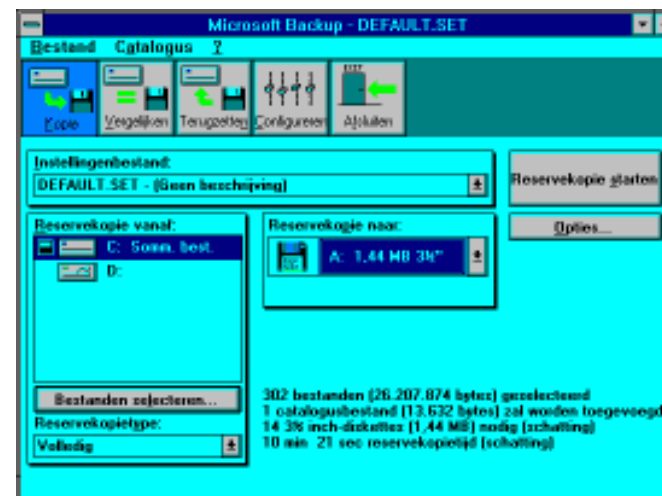 Microsoft Backup - DEFAULT.SET
Bestand Catalogus ?
Kopie Vergelijken Terugzetten Configureren Afsluiten
Instellingenbestand:
DEFAULT.SET - (Geen beschrijving)
Reservekopie starten
Reservekopie vanaf:
Reservekopie naar:
Opties...
C: Somm. best.
A: 1,44 MB 3½"
D:
Bestanden selecteren...
Reservekopietype:
Volledig
302 bestanden (26.207.874 bytes) geselecteerd
1 catalogusbestand (13.632 bytes) zal worden toegevoegd
14 3½ inch-diskettes (1,44 MB) nodig (schatting)
10 min 21 sec reservekopietijd (schatting)